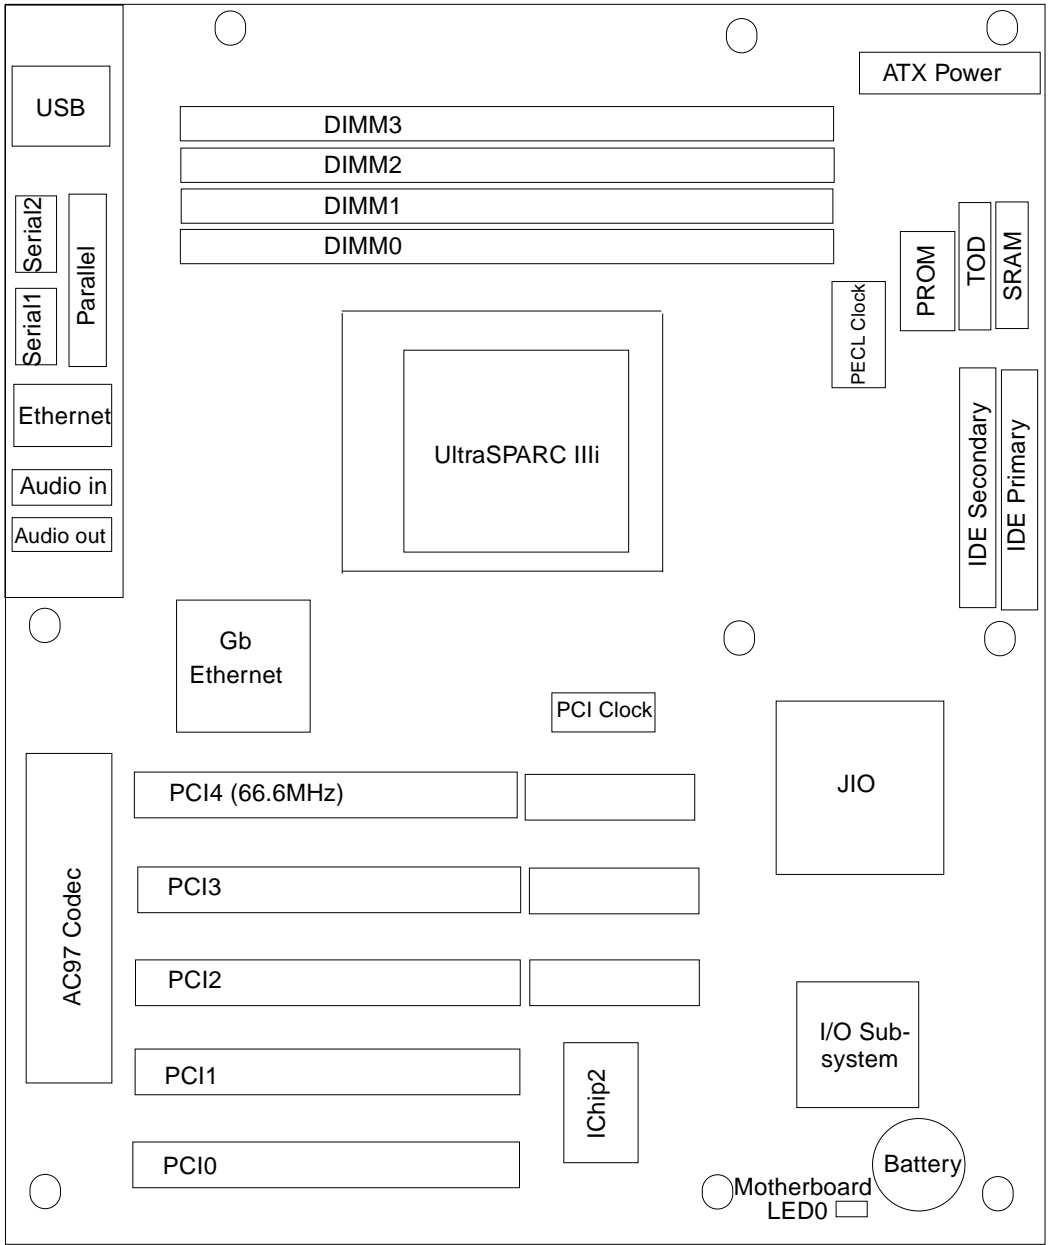 ATX Power
USB
DIMM3
DIMM2
DIMM1
DIMM0
Serial2
Serial1
Parallel
PROM
TOD
SRAM
PECL Clock
Ethernet
UltraSPARC IIIi
Audio in
Audio out
IDE Secondary
IDE Primary
Gb
Ethernet
PCI Clock
PCI4 (66.6MHz)
JIO
PCI3
AC97 Codec
PCI2
I/O Sub-
system
PCI1
IChip2
PCI0
Battery
Motherboard
LED0